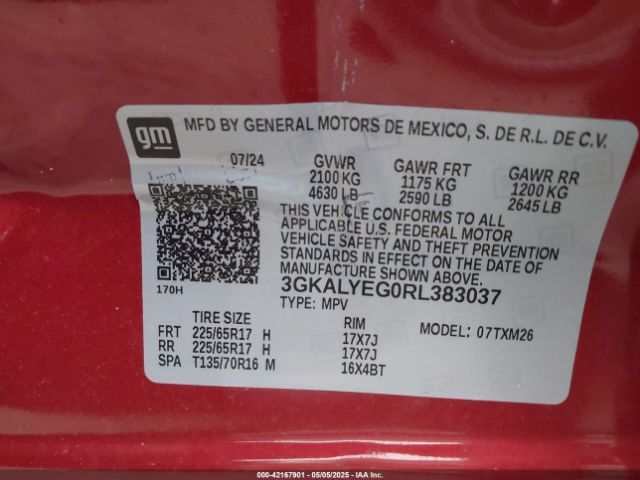 gm
MFD BY GENERAL MOTORS DE MEXICO, S. DE R.L. DE C.V.
07/24 GVWR GAWR FRT GAWR RR
2100 KG 1175 KG 1200 KG
4630 LB 2590 LB 2645 LB
THIS VEHICLE CONFORMS TO ALL
APPLICABLE U.S. FEDERAL MOTOR
VEHICLE SAFETY AND THEFT PREVENTION
STANDARDS IN EFFECT ON THE DATE OF
MANUFACTURE SHOWN ABOVE.
170H
3GKALYEG0RL383037
TYPE: MPV
TIRE SIZE RIM MODEL: 07TXM26
FRT 225/65R17 H 17X7J
RR 225/65R17 H 17X7J
SPA T135/70R16 M 16X4BT
000-42167901 - 05/05/2025 - IAAI.COM